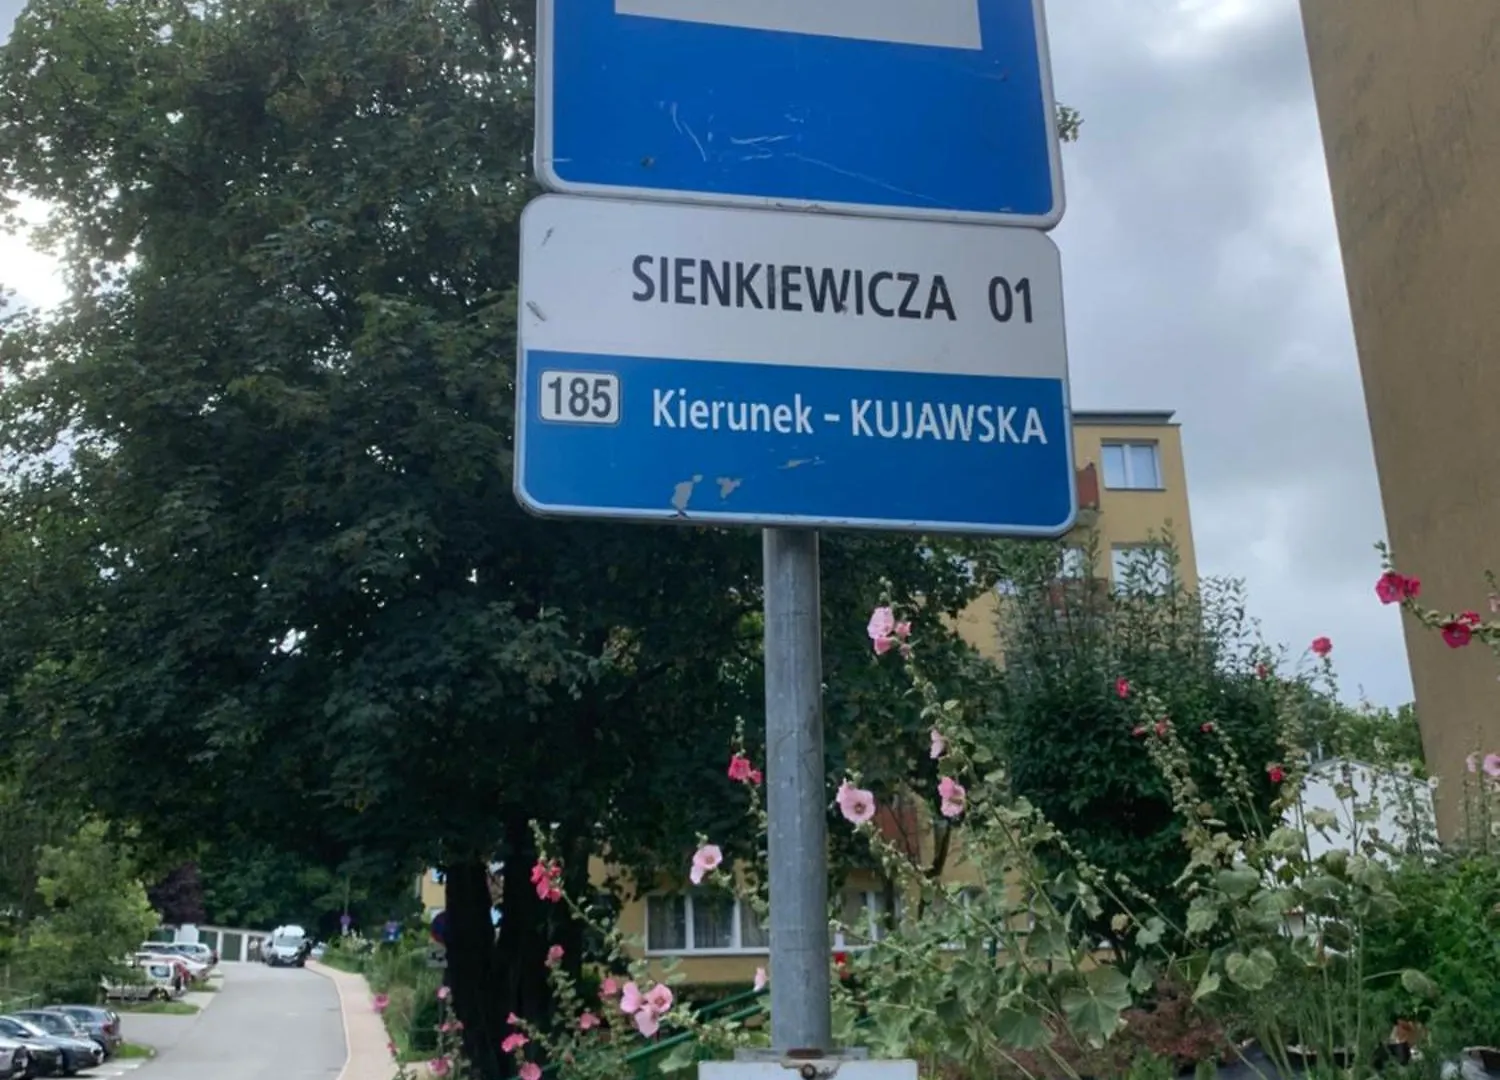 SIENKIEWICZA 01
185 Kierunek - KUJAWSKA